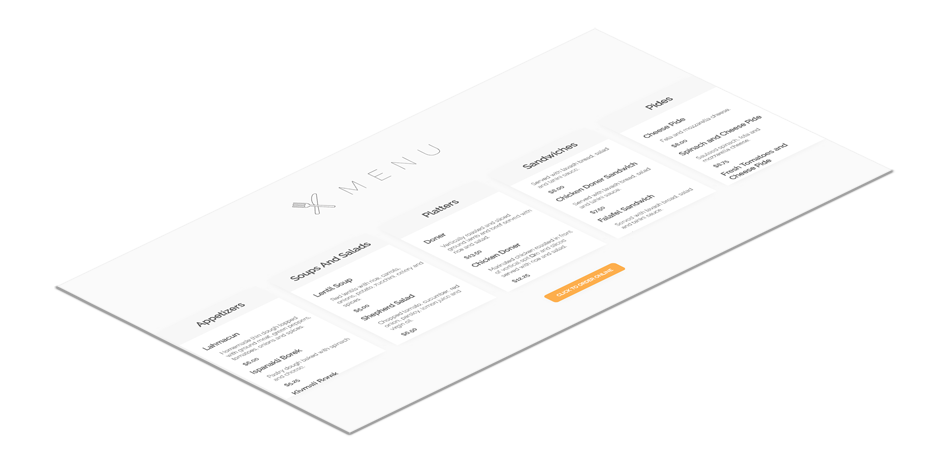 MENU
Appetizers
Lahmacun
Homemade thin dough topped
with ground meat, green peppers,
tomatoes, onions and spices.
$6.00
Ispanakli Borek
Pastry dough baked with spinach
and cheese.
$5.25
Kiymali Borek
Soups And Salads
Lentil Soup
Red lentils with rice, carrots,
onions, potato, zucchini, celery and
spices.
$5.00
Shepherd Salad
Chopped tomato, cucumber, red
onion, parsley, lemon juice and
virgin oil.
$6.50
Platters
Doner
Vertically roasted and sliced
ground lamb and beef served with
rice and salad.
$13.50
Chicken Doner
Marinated chicken roasted in front
of vertical spit and sliced
served with rice and salad.
$12.75
Sandwiches
Served with lavash bread, salad
and tahini sauce.
$8.00
Chicken Doner Sandwich
Served with lavash bread, salad
and tahini sauce.
$7.50
Falafel Sandwich
Served with lavash bread, salad
and tahini sauce.
Pides
Cheese Pide
Feta and mozzarella cheese
$8.00
Spinach and Cheese Pide
Sauteed spinach, feta and
mozzarella cheese.
$8.75
Fresh Tomatoes and
Cheese Pide
CLICK TO ORDER ONLINE